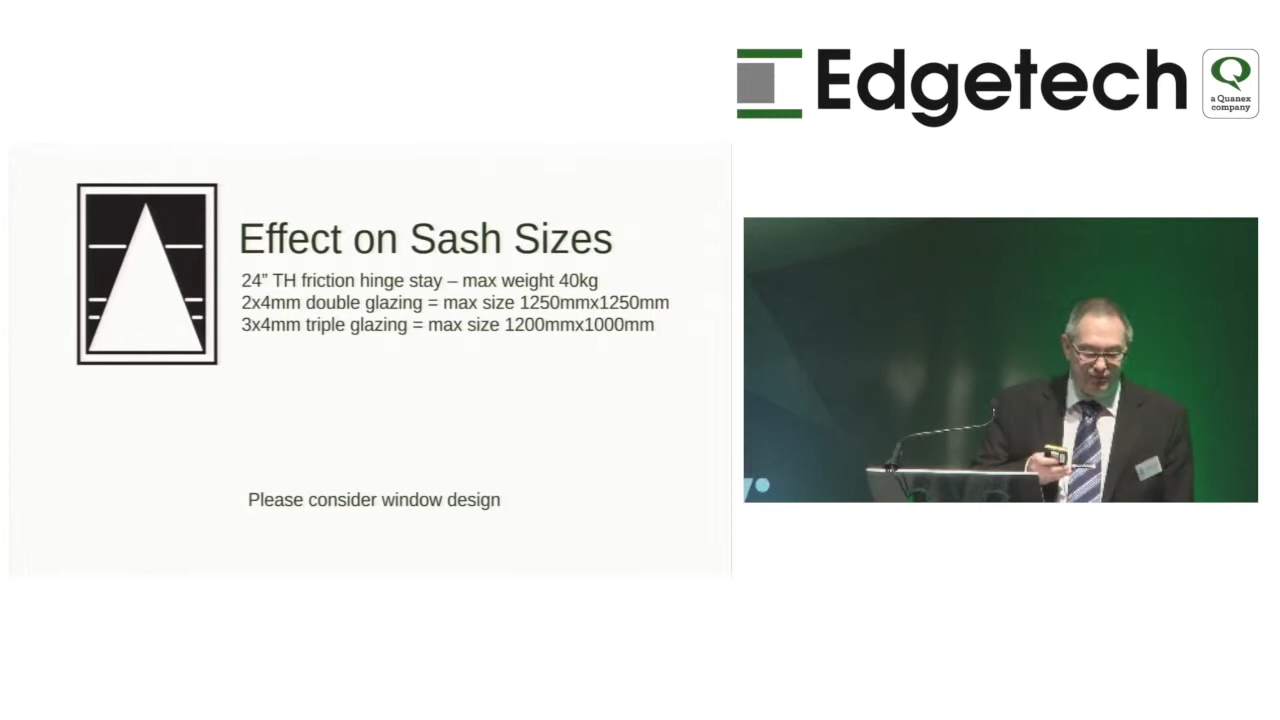 Edgetech
a Quanex
company
Effect on Sash Sizes
24” TH friction hinge stay – max weight 40kg
2x4mm double glazing = max size 1250mmx1250mm
3x4mm triple glazing = max size 1200mmx1000mm
Please consider window design